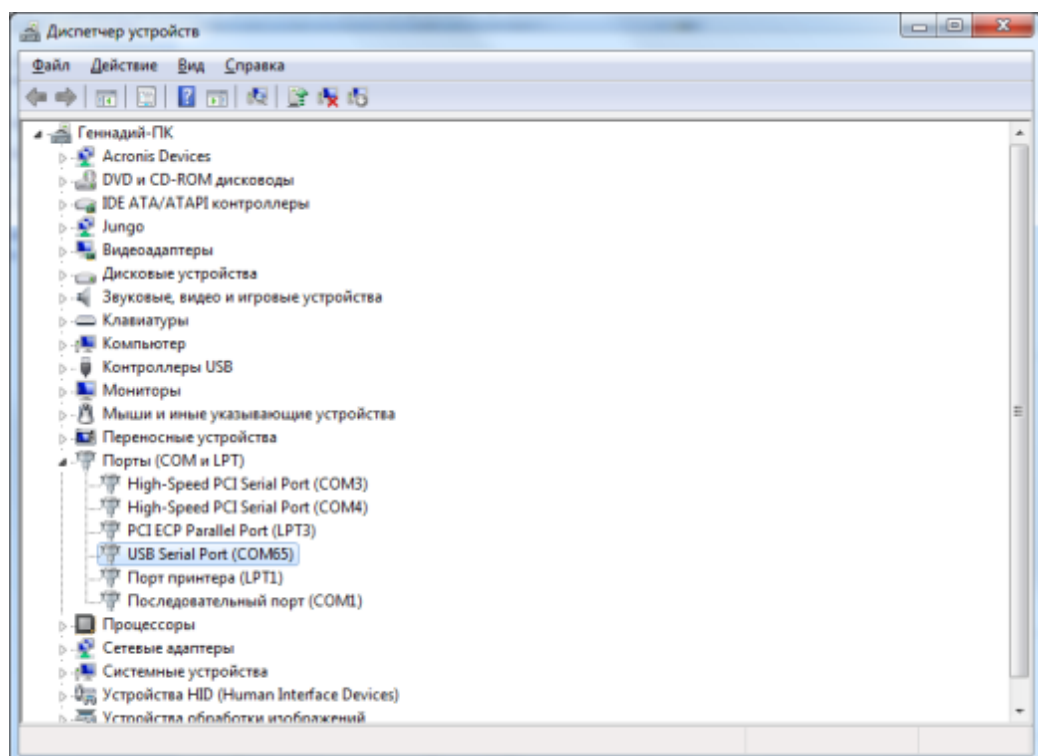 Диспетчер устройств
Файл Действие Вид Справка
Геннадий-ПК
Acronis Devices
DVD и CD-ROM дисководы
IDE ATA/ATAPI контроллеры
Jungo
Видеоадаптеры
Дисковые устройства
Звуковые, видео и игровые устройства
Клавиатуры
Компьютер
Контроллеры USB
Мониторы
Мыши и иные указывающие устройства
Переносные устройства
Порты (COM и LPT)
High-Speed PCI Serial Port (COM3)
High-Speed PCI Serial Port (COM4)
PCI ECP Parallel Port (LPT3)
USB Serial Port (COM65)
Порт принтера (LPT1)
Последовательный порт (COM1)
Процессоры
Сетевые адаптеры
Системные устройства
Устройства HID (Human Interface Devices)
Устройства обработки изображений